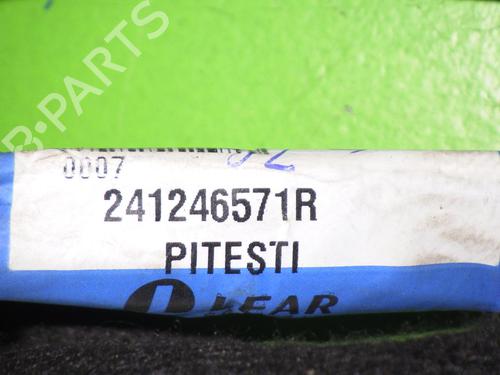 B-PARTS
0007
241246571R
PITESTI
LEAR